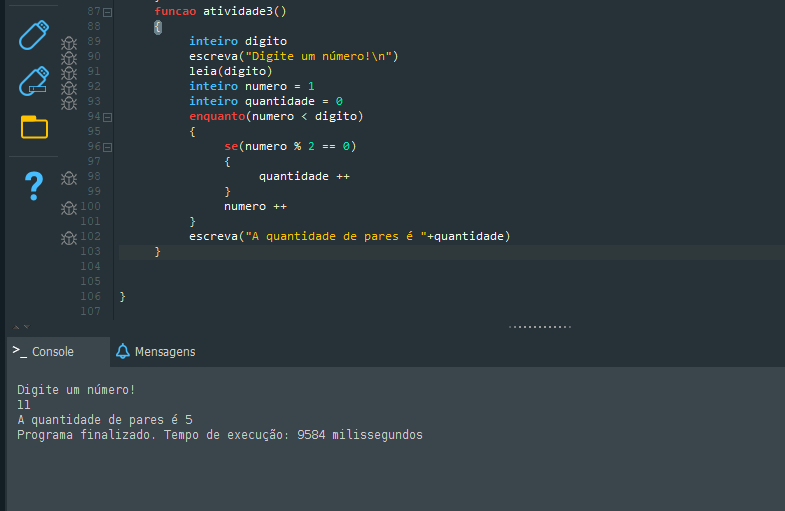 87 funcao atividade3()
88 {
89 inteiro digito
90 escreva("Digite um número!\n")
91 leia(digito)
92 inteiro numero = 1
93 inteiro quantidade = 0
94 enquanto(numero < digito)
95 {
96 se(numero % 2 == 0)
97 {
98 quantidade ++
99 }
100 numero ++
101 }
102 escreva("A quantidade de pares é "+quantidade)
103 }
104
105
106 }
107
>_ Console
Mensagens
Digite um número!
11
A quantidade de pares é 5
Programa finalizado. Tempo de execução: 9584 milissegundos